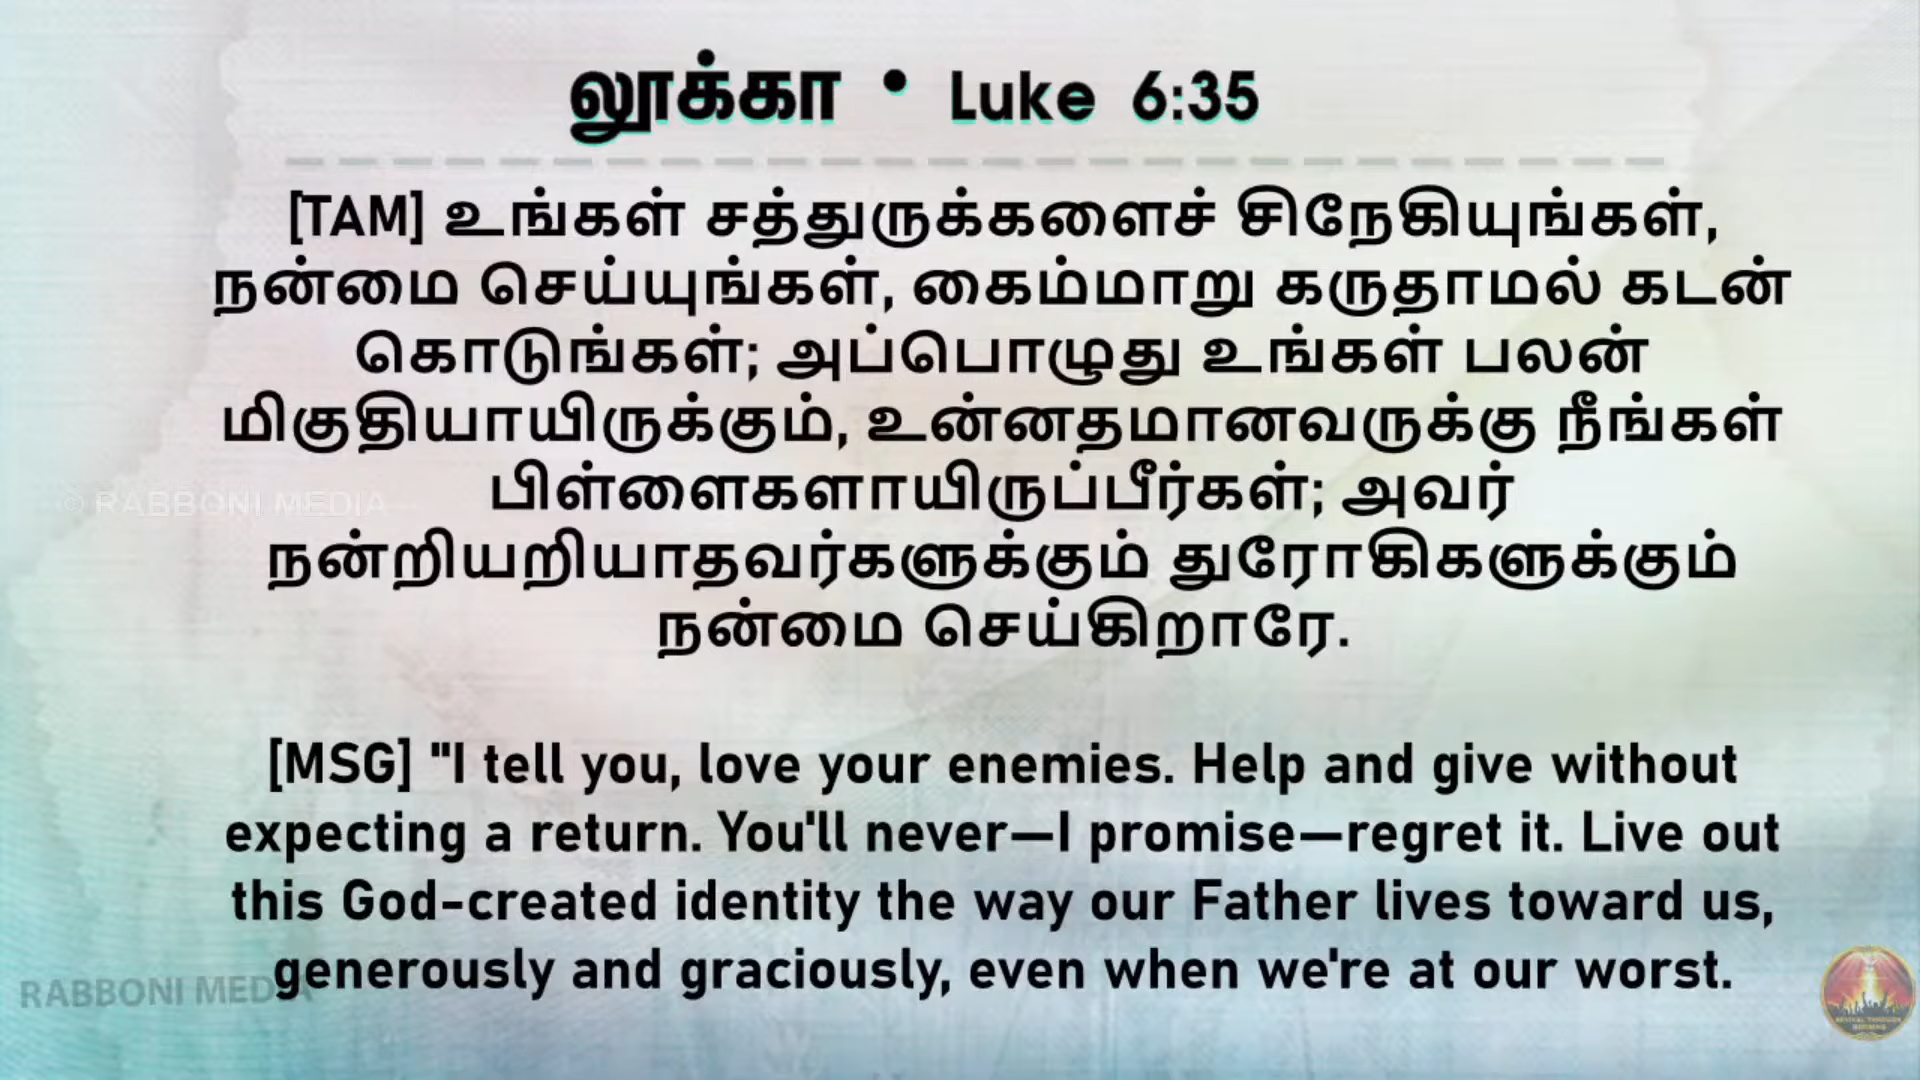 லூக்கா • Luke 6:35
[TAM] உங்கள் சத்துருக்களைச் சிநேகியுங்கள்,
நன்மை செய்யுங்கள், கைம்மாறு கருதாமல் கடன்
கொடுங்கள்; அப்பொழுது உங்கள் பலன்
மிகுதியாயிருக்கும், உன்னதமானவருக்கு நீங்கள்
பிள்ளைகளாயிருப்பீர்கள்; அவர்
© RABBONI MEDIA
நன்றியறியாதவர்களுக்கும் துரோகிகளுக்கும்
நன்மை செய்கிறாரே.
[MSG] "I tell you, love your enemies. Help and give without
expecting a return. You'll never—I promise—regret it. Live out
this God-created identity the way our Father lives toward us,
generously and graciously, even when we're at our worst.
RABBONI MEDIA
REVIVAL THROUGH